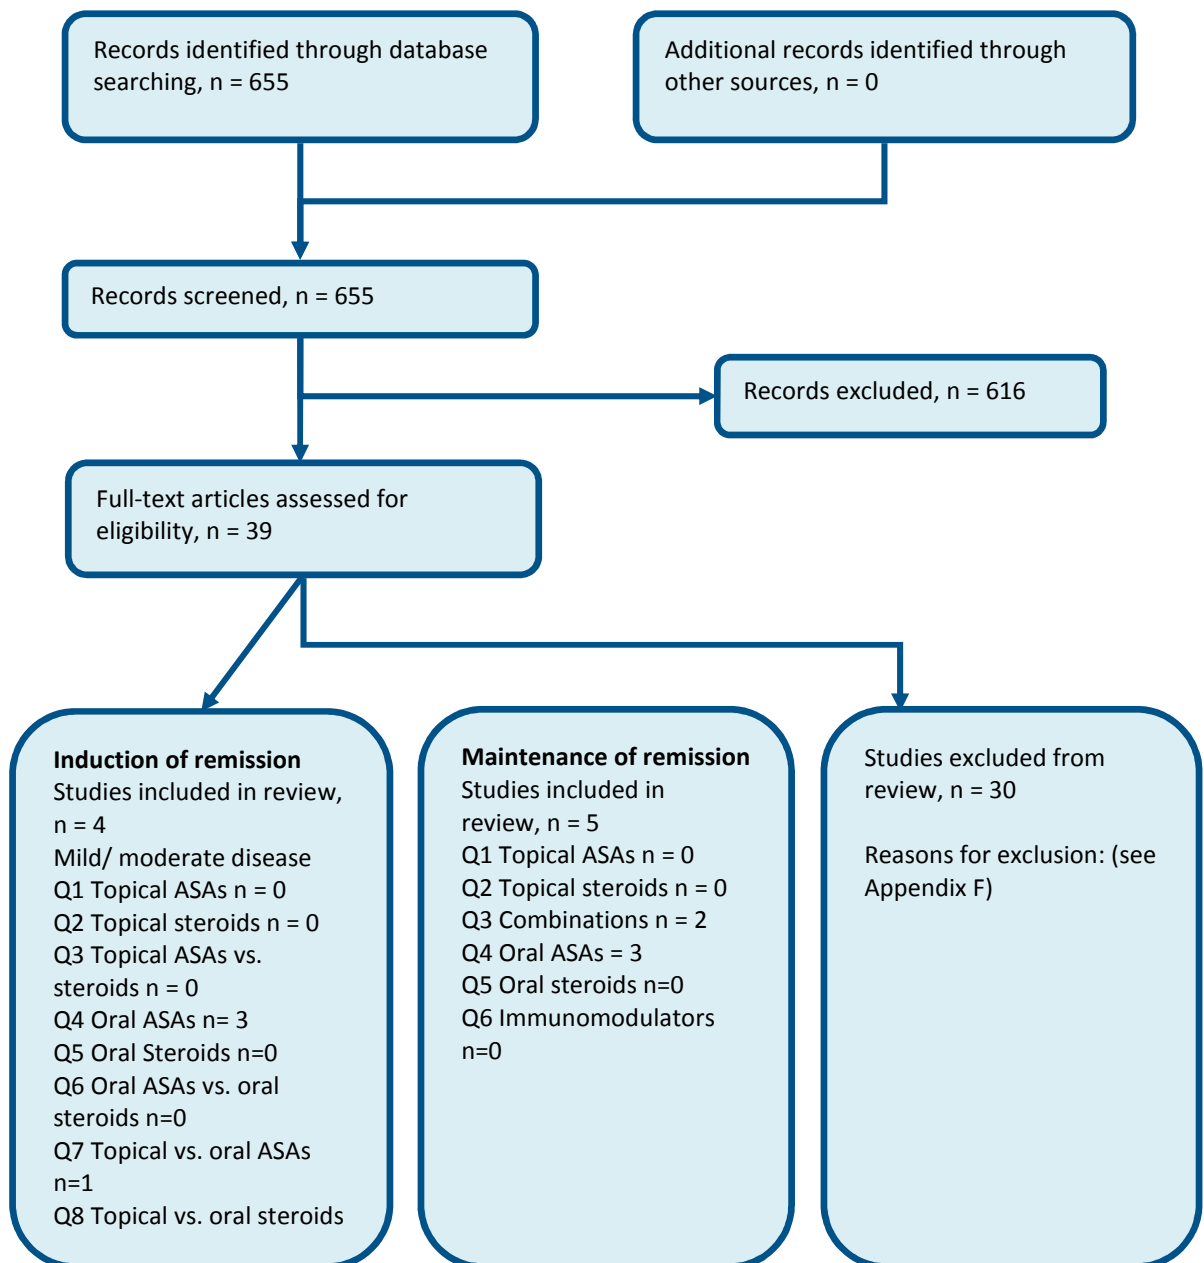 Records identified through database
searching, n = 655
Additional records identified through
other sources, n = 0
Records screened, n = 655
Records excluded, n = 616
Full-text articles assessed for
eligibility, n = 39
Induction of remission
Studies included in review,
n = 4
Mild/ moderate disease
Q1 Topical ASAs n = 0
Q2 Topical steroids n = 0
Q3 Topical ASAs vs.
steroids n = 0
Q4 Oral ASAs n= 3
Q5 Oral Steroids n=0
Q6 Oral ASAs vs. oral
steroids n=0
Q7 Topical vs. oral ASAs
n=1
Q8 Topical vs. oral steroids
Maintenance of remission
Studies included in
review, n = 5
Q1 Topical ASAs n = 0
Q2 Topical steroids n = 0
Q3 Combinations n = 2
Q4 Oral ASAs = 3
Q5 Oral steroids n=0
Q6 Immunomodulators
n=0
Studies excluded from
review, n = 30
Reasons for exclusion: (see
Appendix F)